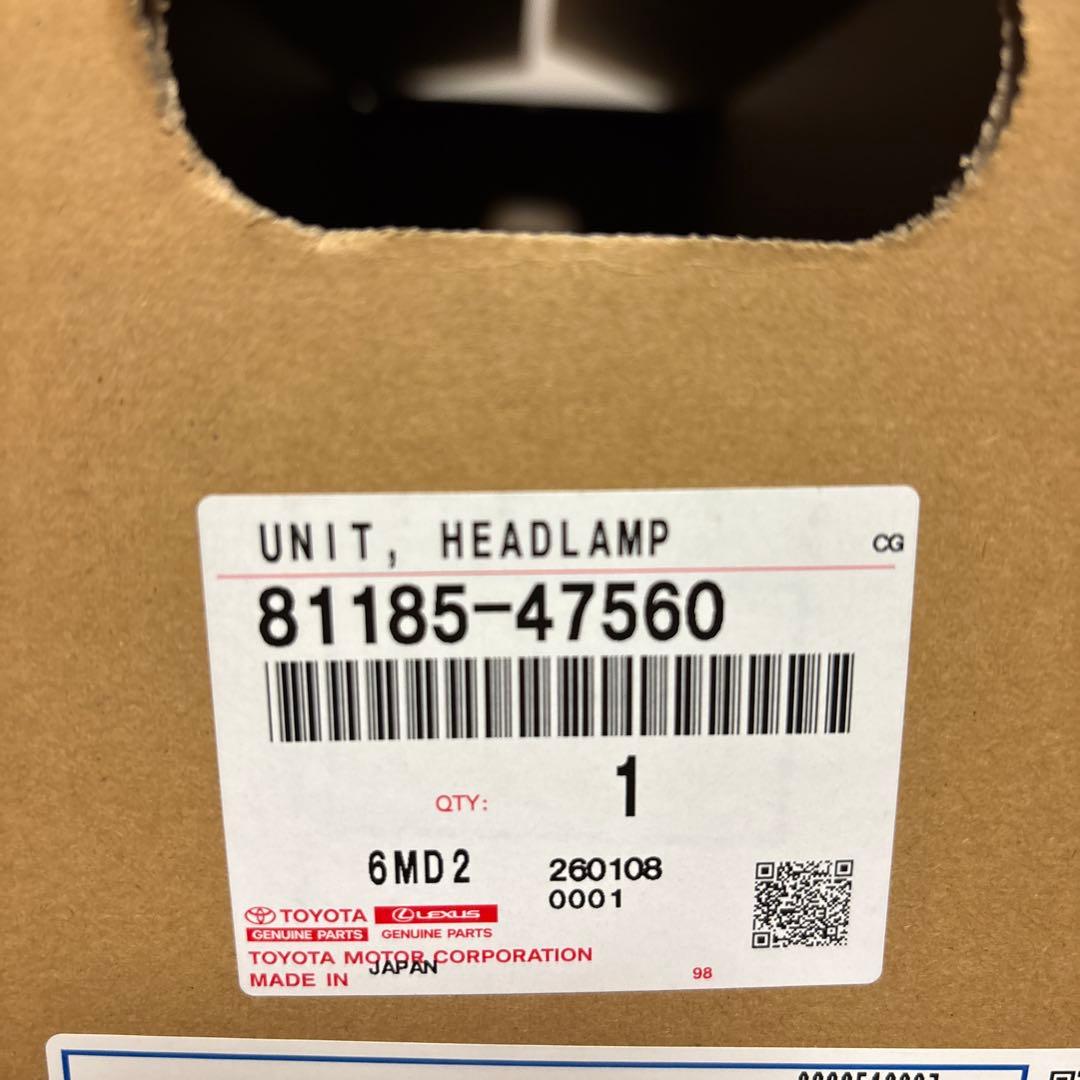 UNIT, HEADLAMP
CG
81185-47560
QTY: 1
6MD2
260108
0001
TOYOTA
GENUINE PARTS
LEXUS
GENUINE PARTS
TOYOTA MOTOR CORPORATION
MADE IN JAPAN
98